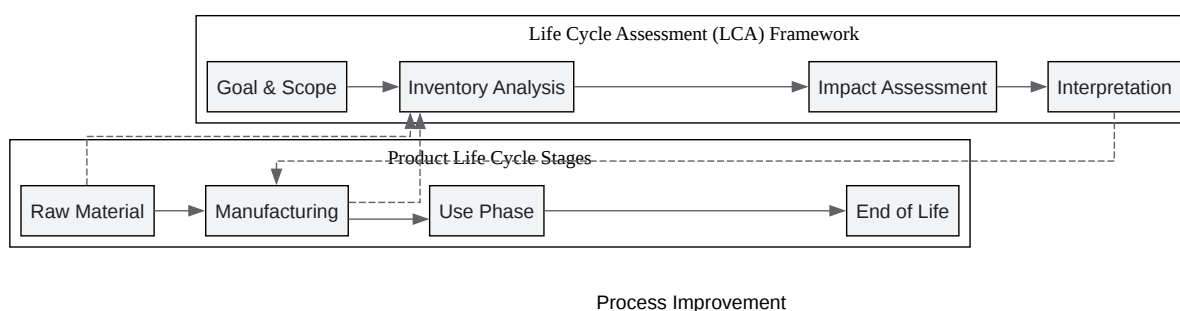 Life Cycle Assessment (LCA) Framework
Goal & Scope
Inventory Analysis
Impact Assessment
Interpretation
Product Life Cycle Stages
Raw Material
Manufacturing
Use Phase
End of Life
Process Improvement